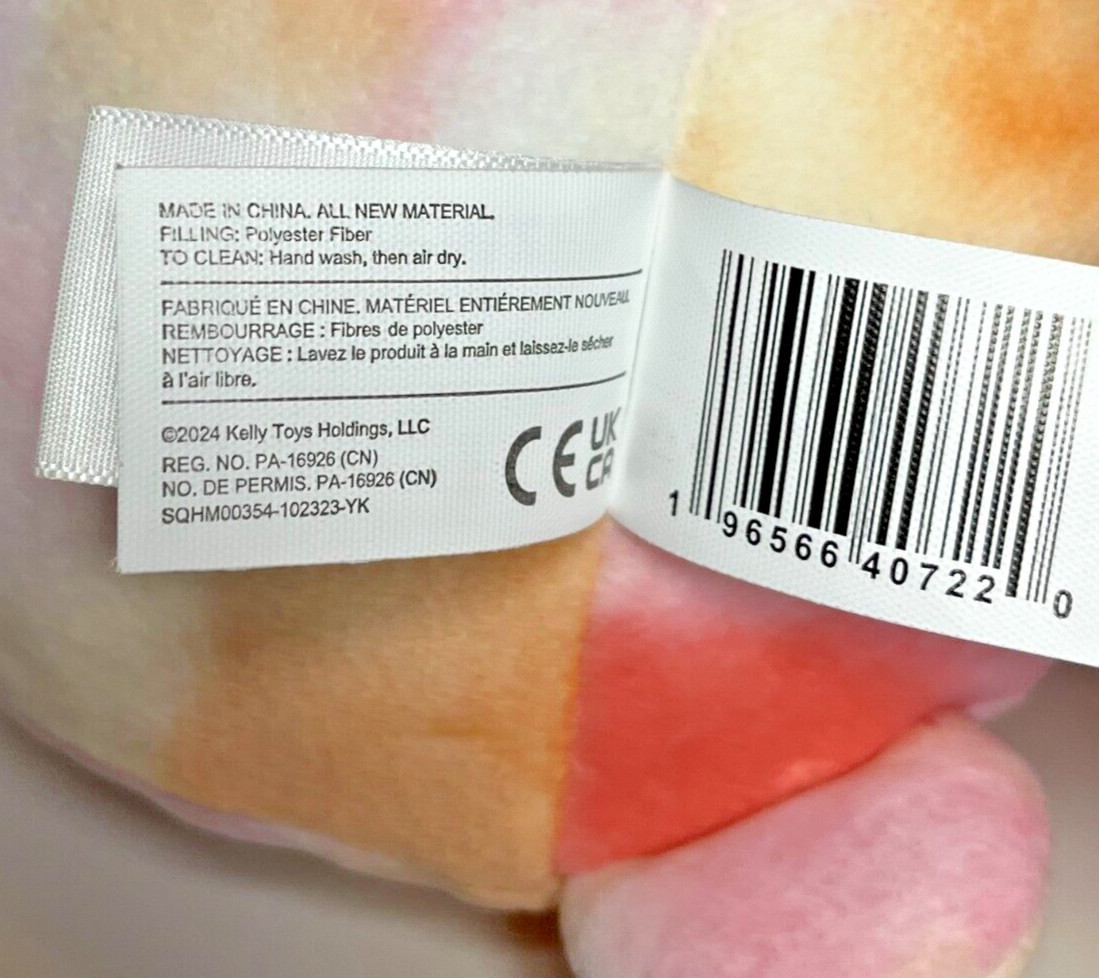 MADE IN CHINA. ALL NEW MATERIAL.
FILLING: Polyester Fiber
TO CLEAN: Hand wash, then air dry.
FABRIQUÉ EN CHINE. MATÉRIEL ENTIÉREMENT NOUVEAU.
REMBOURRAGE : Fibres de polyester
NETTOYAGE : Lavez le produit à la main et laissez-le sécher
à l'air libre.
©2024 Kelly Toys Holdings, LLC
REG. NO. PA-16926 (CN)
NO. DE PERMIS. PA-16926 (CN)
SQHM00354-102323-YK
CE UK
CA
1 96566 40722 0